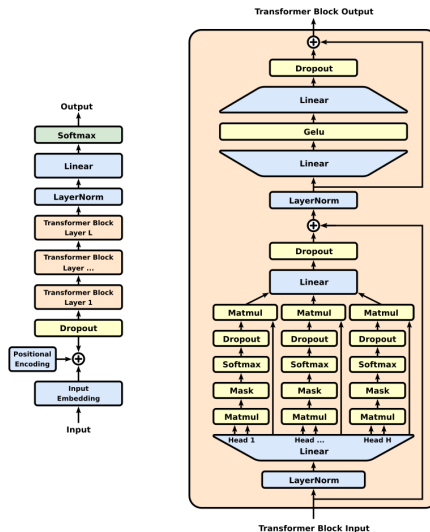 Output
Softmax
Linear
LayerNorm
Transformer Block
Layer L
Transformer Block
Layer ...
Transformer Block
Layer 1
Dropout
Positional
Encoding
Input
Embedding
Input
Transformer Block Output
Dropout
Linear
Gelu
Linear
LayerNorm
Dropout
Linear
Matmul Matmul Matmul
Dropout Dropout Dropout
Softmax Softmax Softmax
Mask Mask Mask
Matmul Matmul Matmul
Head 1 Head ... Head H
Linear
LayerNorm
Transformer Block Input